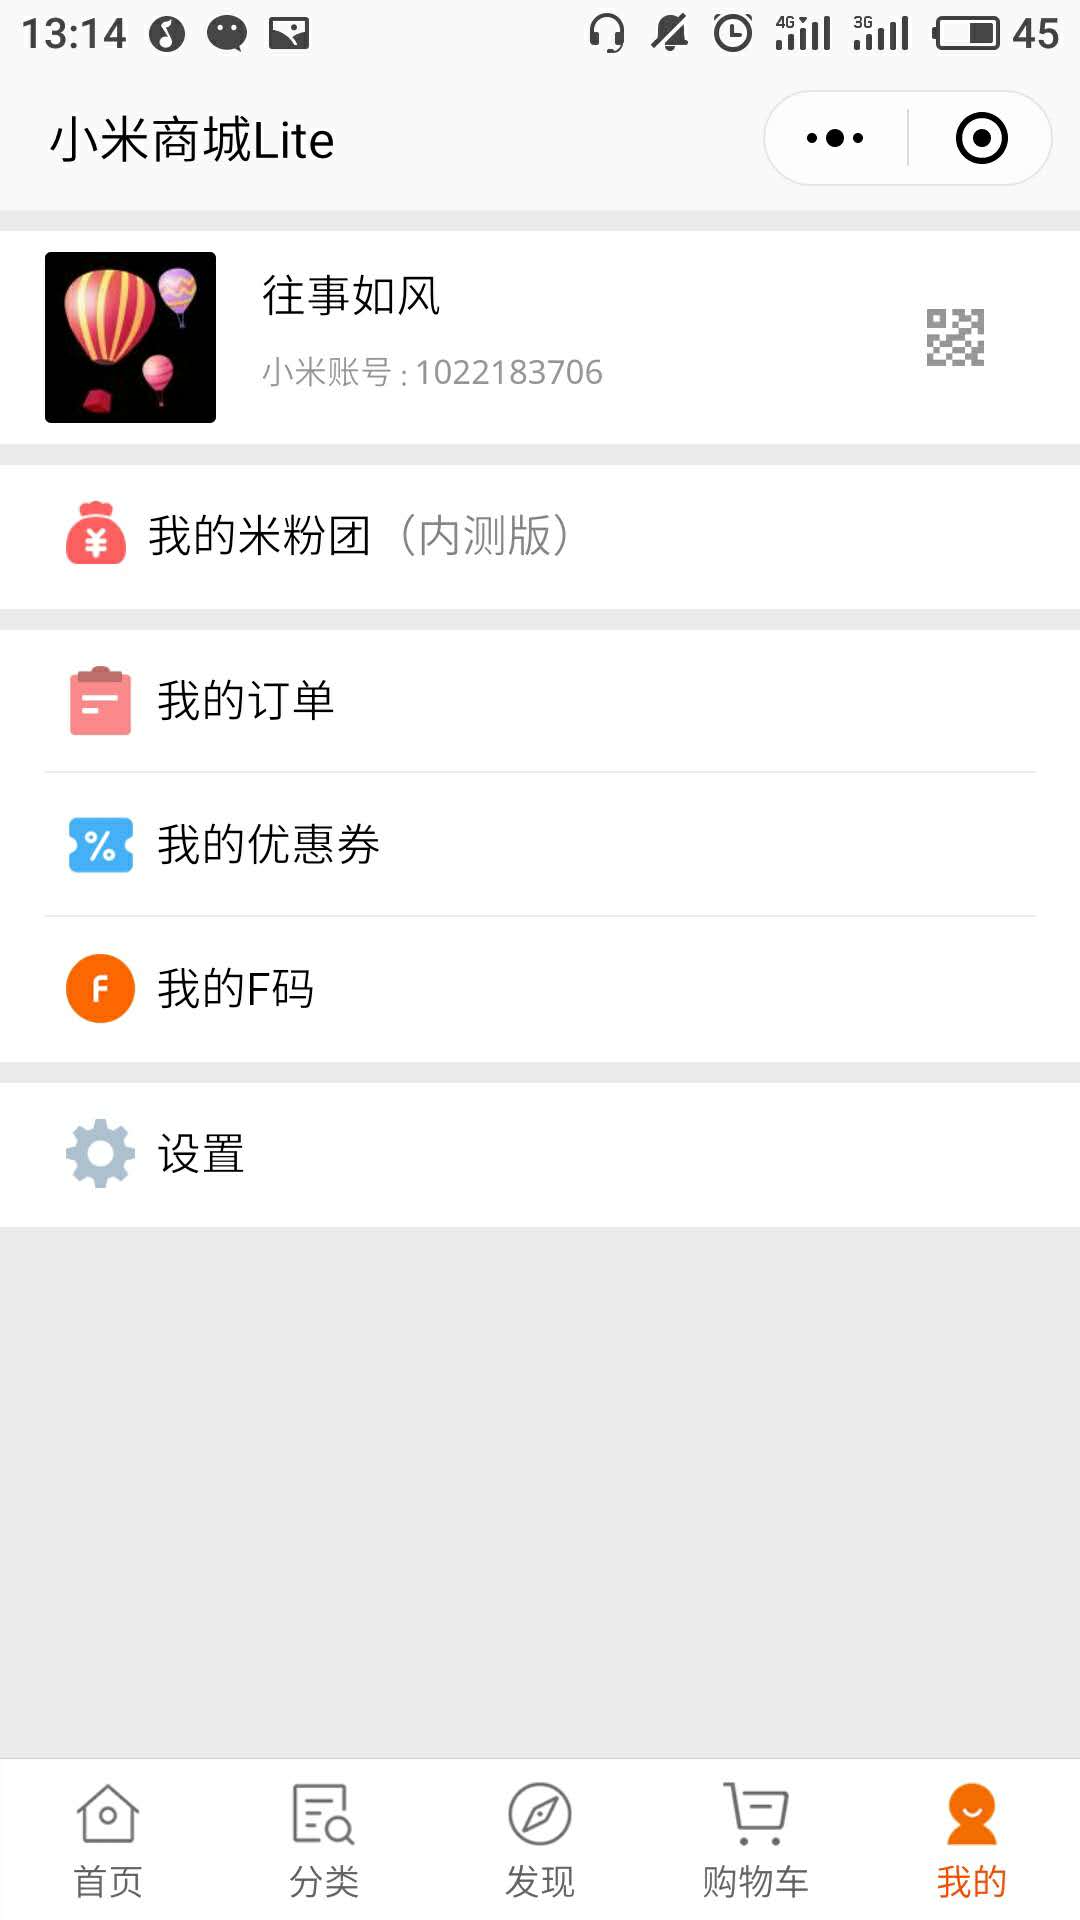 13:14 4G 3G 45
小米商城Lite
往事如风
小米账号 : 1022183706
¥ 我的米粉团（内测版）
我的订单
% 我的优惠券
F 我的F码
设置
首页 分类 发现 购物车 我的